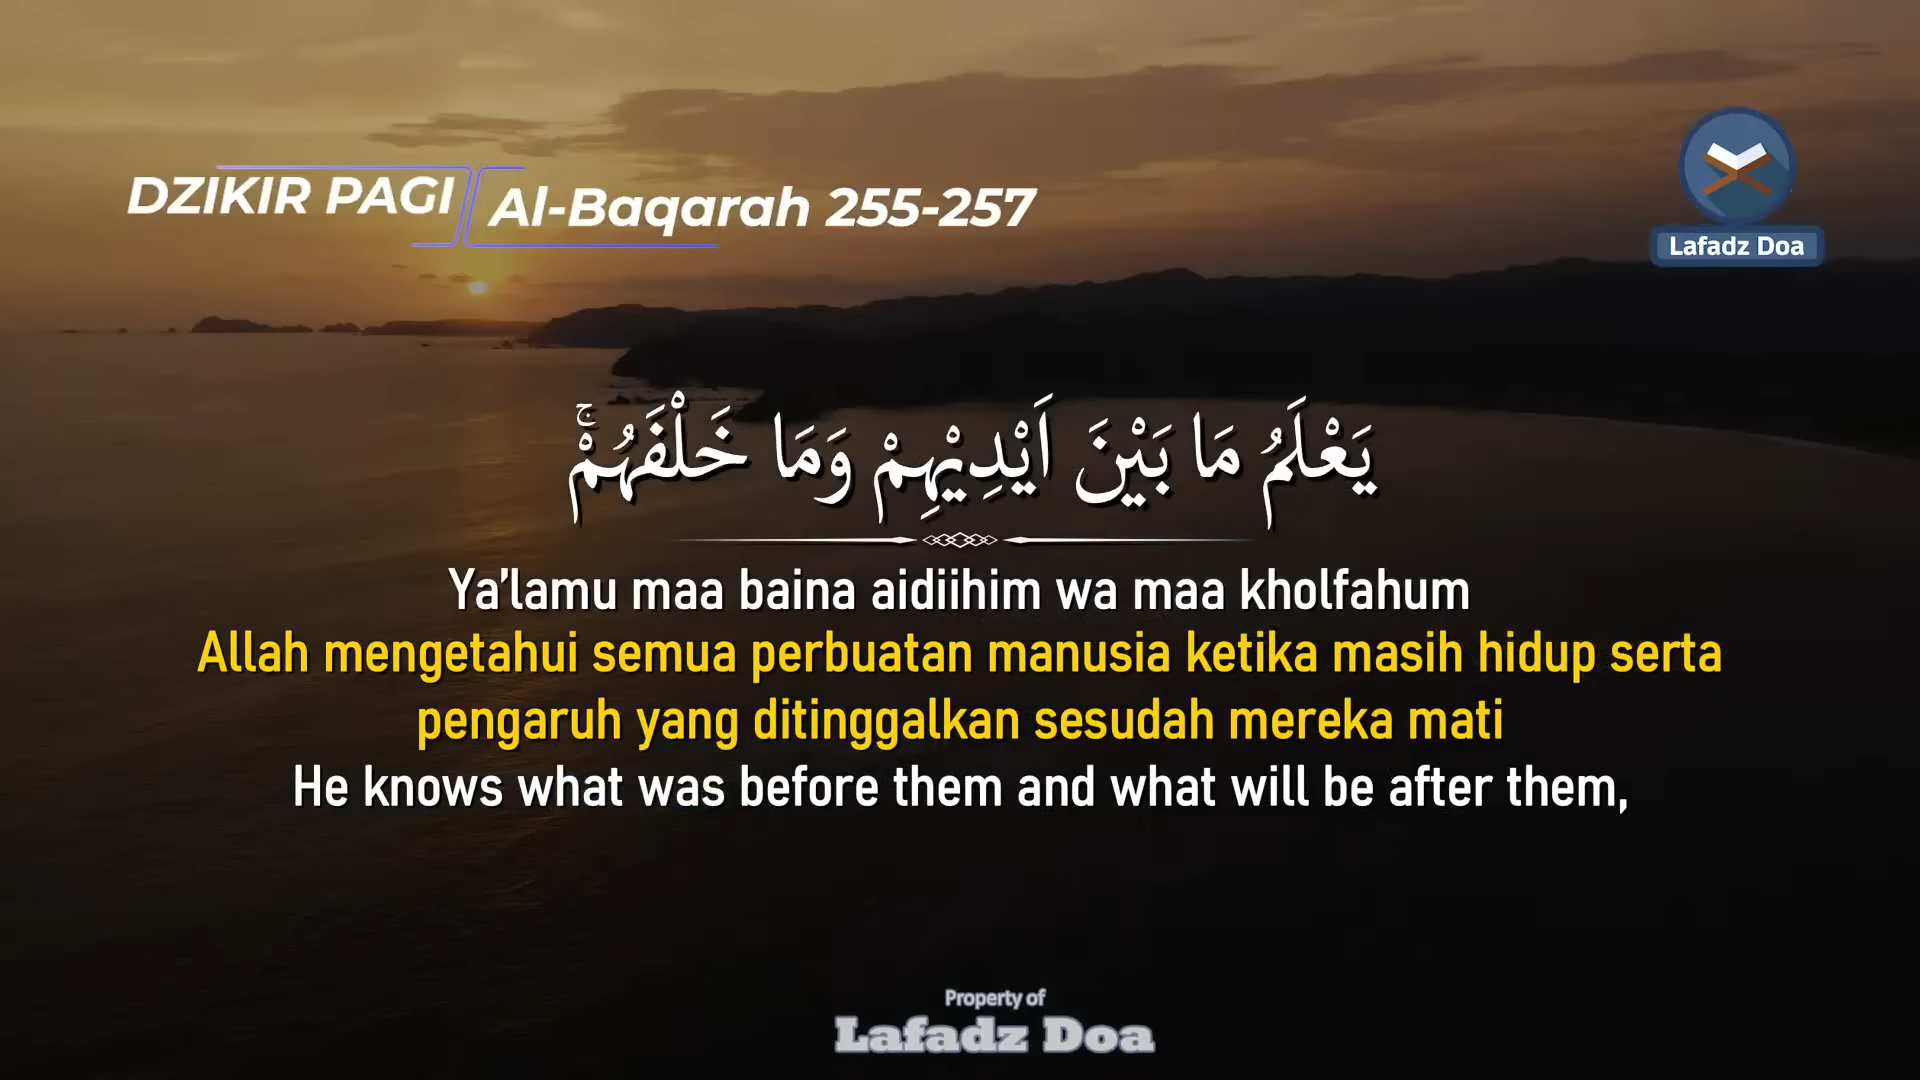 DZIKIR PAGI
Al-Baqarah 255-257
Lafadz Doa
يَعْلَمُ مَا بَيْنَ اَيْدِيْهِمْ وَمَا خَلْفَهُمْۚ
Ya’lamu maa baina aidiihim wa maa kholfahum
Allah mengetahui semua perbuatan manusia ketika masih hidup serta
pengaruh yang ditinggalkan sesudah mereka mati
He knows what was before them and what will be after them,
Property of
Lafadz Doa